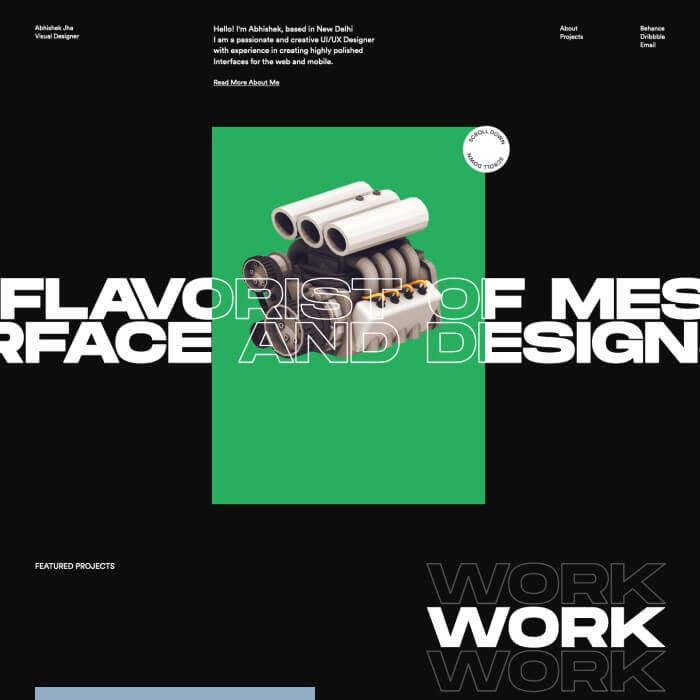 Abhishek Jha
Visual Designer
Hello! I'm Abhishek, based in New Delhi
I am a passionate and creative UI/UX Designer
with experience in creating highly polished
Interfaces for the web and mobile.
Read More About Me
About
Projects
Behance
Dribbble
Email
SCROLL DOWN
SCROLL DOWN
FLAVORIST OF MES
RFACE AND DESIGN
FEATURED PROJECTS
WORK
WORK
WORK